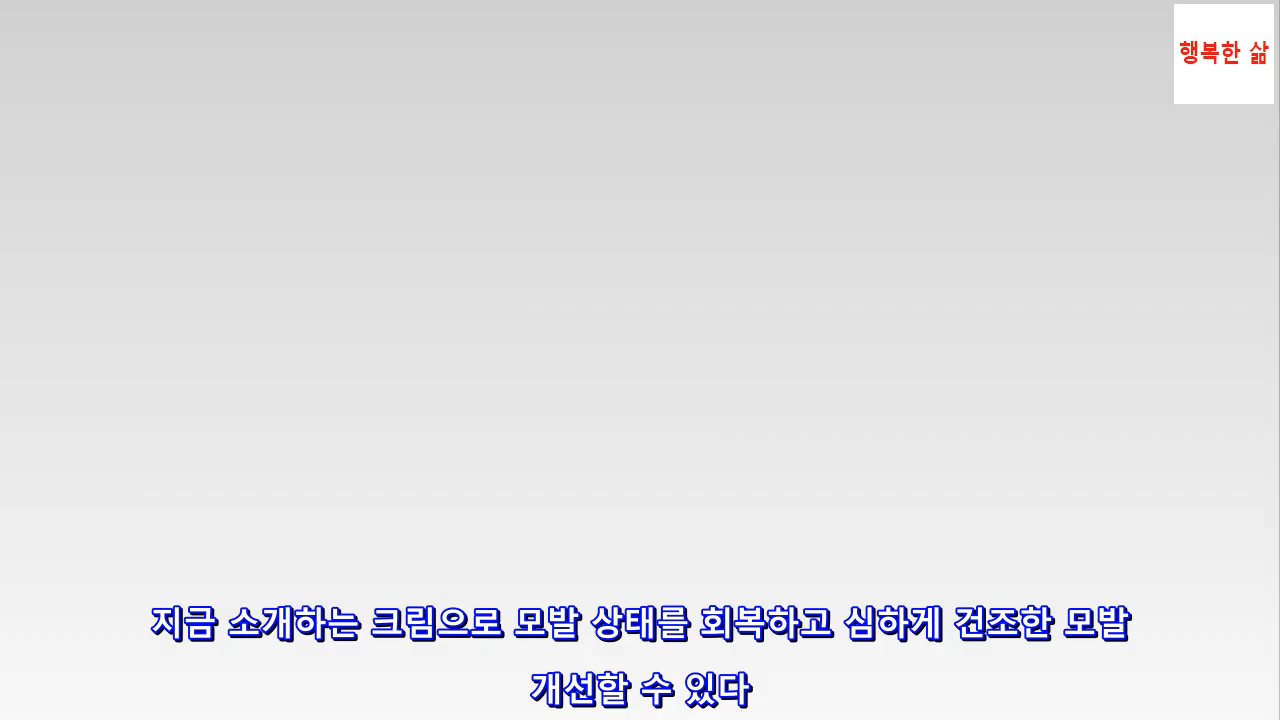 행복한 삶
지금 소개하는 크림으로 모발 상태를 회복하고 심하게 건조한 모발
개선할 수 있다